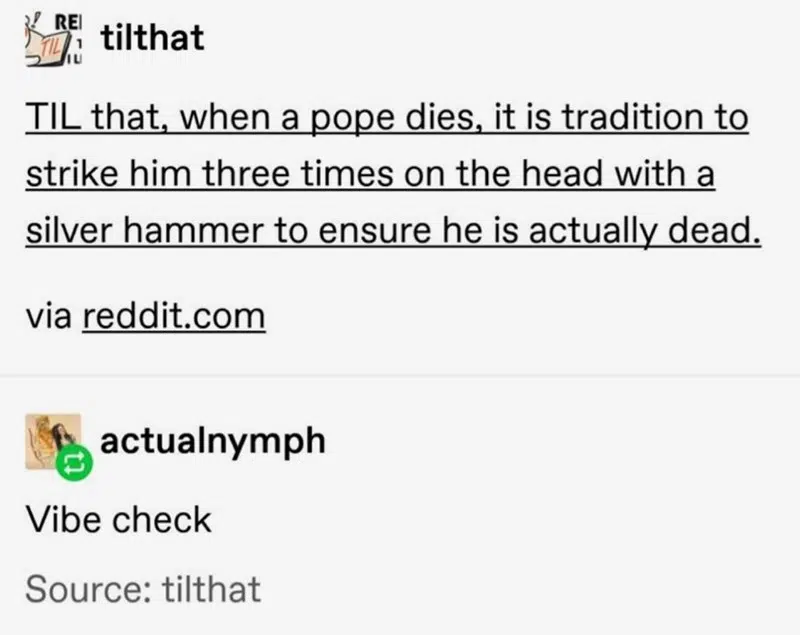 REI
TIL
tilthat
TIL that, when a pope dies, it is tradition to
strike him three times on the head with a
silver hammer to ensure he is actually dead.
via reddit.com
actualnymph
Vibe check
Source: tilthat